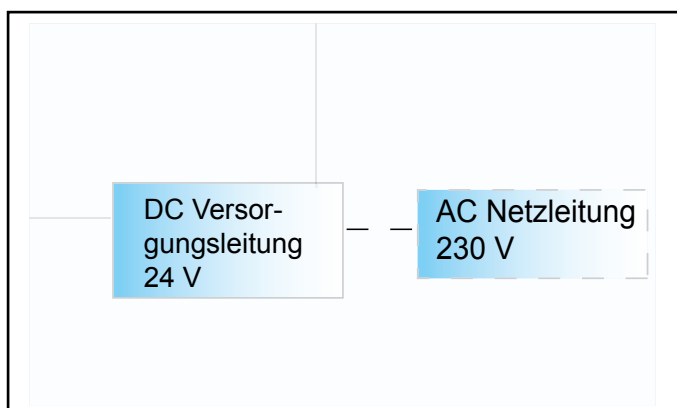 DC Versor-
gungsleitung
24 V
AC Netzleitung
230 V